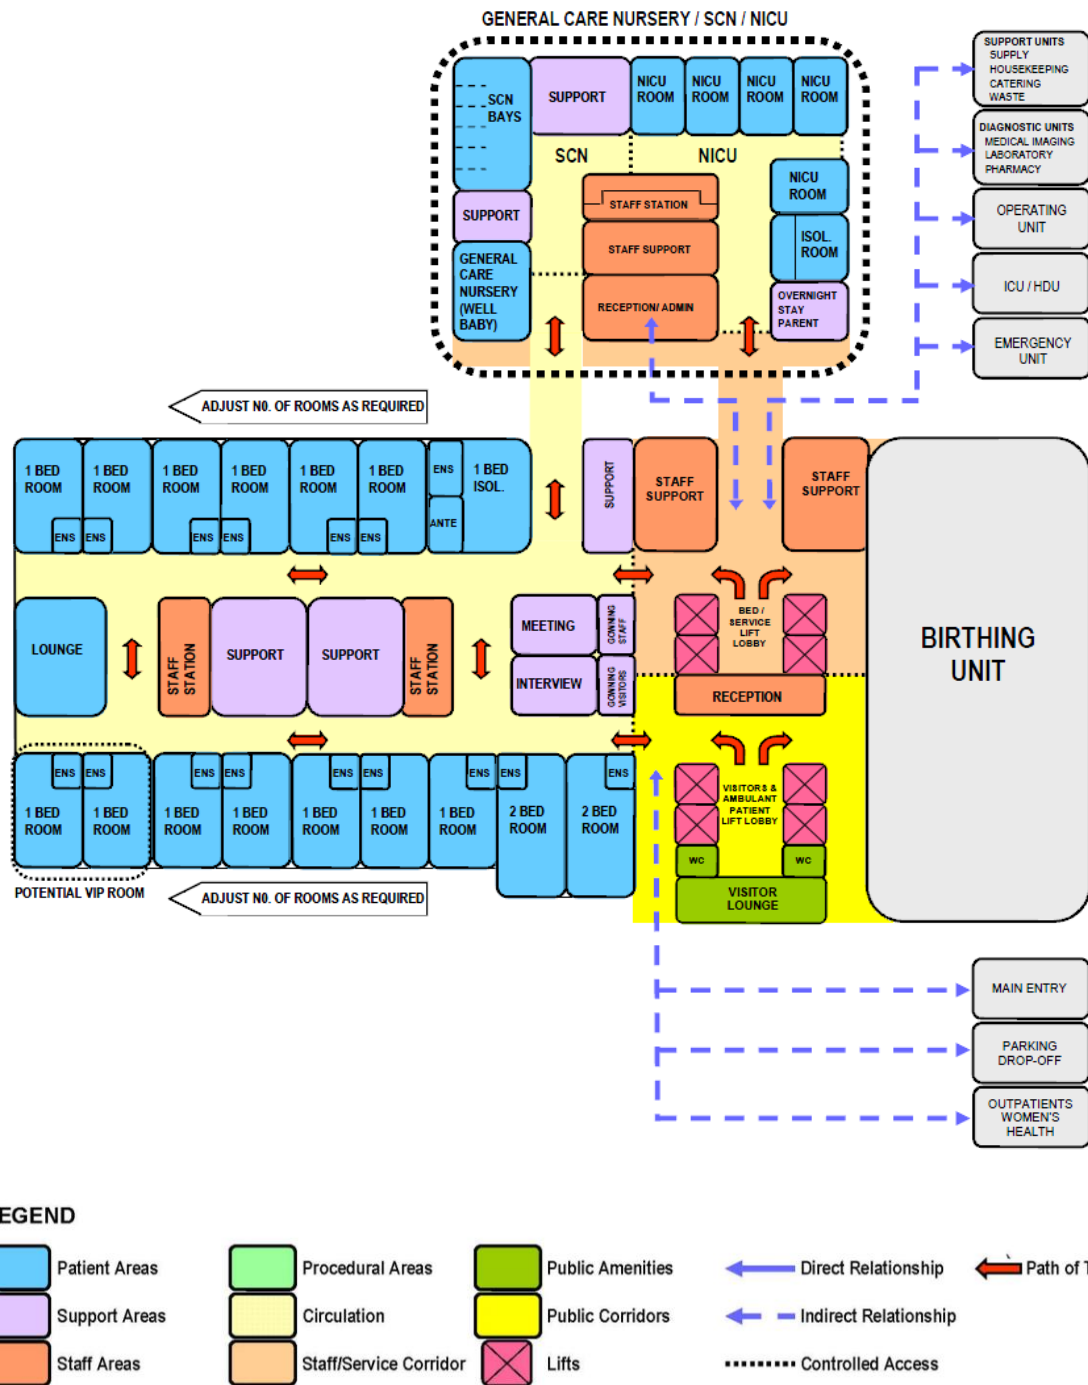 GENERAL CARE NURSERY / SCN / NICU
SUPPORT UNITS
SUPPLY
HOUSEKEEPING
CATERING
WASTE
DIAGNOSTIC UNITS
MEDICAL IMAGING
LABORATORY
PHARMACY
OPERATING
UNIT
ICU / HDU
EMERGENCY
UNIT
SCN
BAYS
SUPPORT
NICU
ROOM
NICU
ROOM
NICU
ROOM
NICU
ROOM
SCN
NICU
NICU
ROOM
STAFF STATION
SUPPORT
STAFF SUPPORT
ISOL.
ROOM
GENERAL
CARE
NURSERY
(WELL
BABY)
RECEPTION/ ADMIN
OVERNIGHT
STAY
PARENT
ADJUST N0. OF ROOMS AS REQUIRED
1 BED
ROOM
ENS
1 BED
ROOM
ENS
1 BED
ROOM
ENS
1 BED
ROOM
ENS
1 BED
ROOM
ENS
1 BED
ROOM
ENS
ENS
ANTE
1 BED
ISOL.
SUPPORT
STAFF
SUPPORT
STAFF
SUPPORT
LOUNGE
STAFF
STATION
SUPPORT
SUPPORT
STAFF
STATION
MEETING
GOWNING
STAFF
INTERVIEW
GOWNING
VISITORS
BED /
SERVICE
LIFT
LOBBY
RECEPTION
BIRTHING
UNIT
ENS
1 BED
ROOM
ENS
1 BED
ROOM
ENS
1 BED
ROOM
ENS
1 BED
ROOM
ENS
1 BED
ROOM
ENS
1 BED
ROOM
ENS
1 BED
ROOM
ENS
2 BED
ROOM
ENS
2 BED
ROOM
VISITORS &
AMBULANT
PATIENT
LIFT LOBBY
WC
WC
VISITOR
LOUNGE
POTENTIAL VIP ROOM
ADJUST N0. OF ROOMS AS REQUIRED
MAIN ENTRY
PARKING
DROP-OFF
OUTPATIENTS
WOMEN'S
HEALTH
EGEND
Patient Areas
Procedural Areas
Public Amenities
Direct Relationship
Path of T
Support Areas
Circulation
Public Corridors
Indirect Relationship
Staff Areas
Staff/Service Corridor
Lifts
Controlled Access